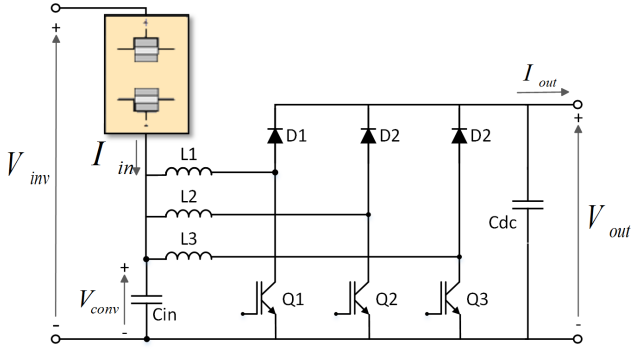 +
-
+
V inv
-
I in
L1
L2
L3
+
V conv
-
Cin
D1
D2
D2
Q1
Q2
Q3
Cdc
I out
+
V out
-